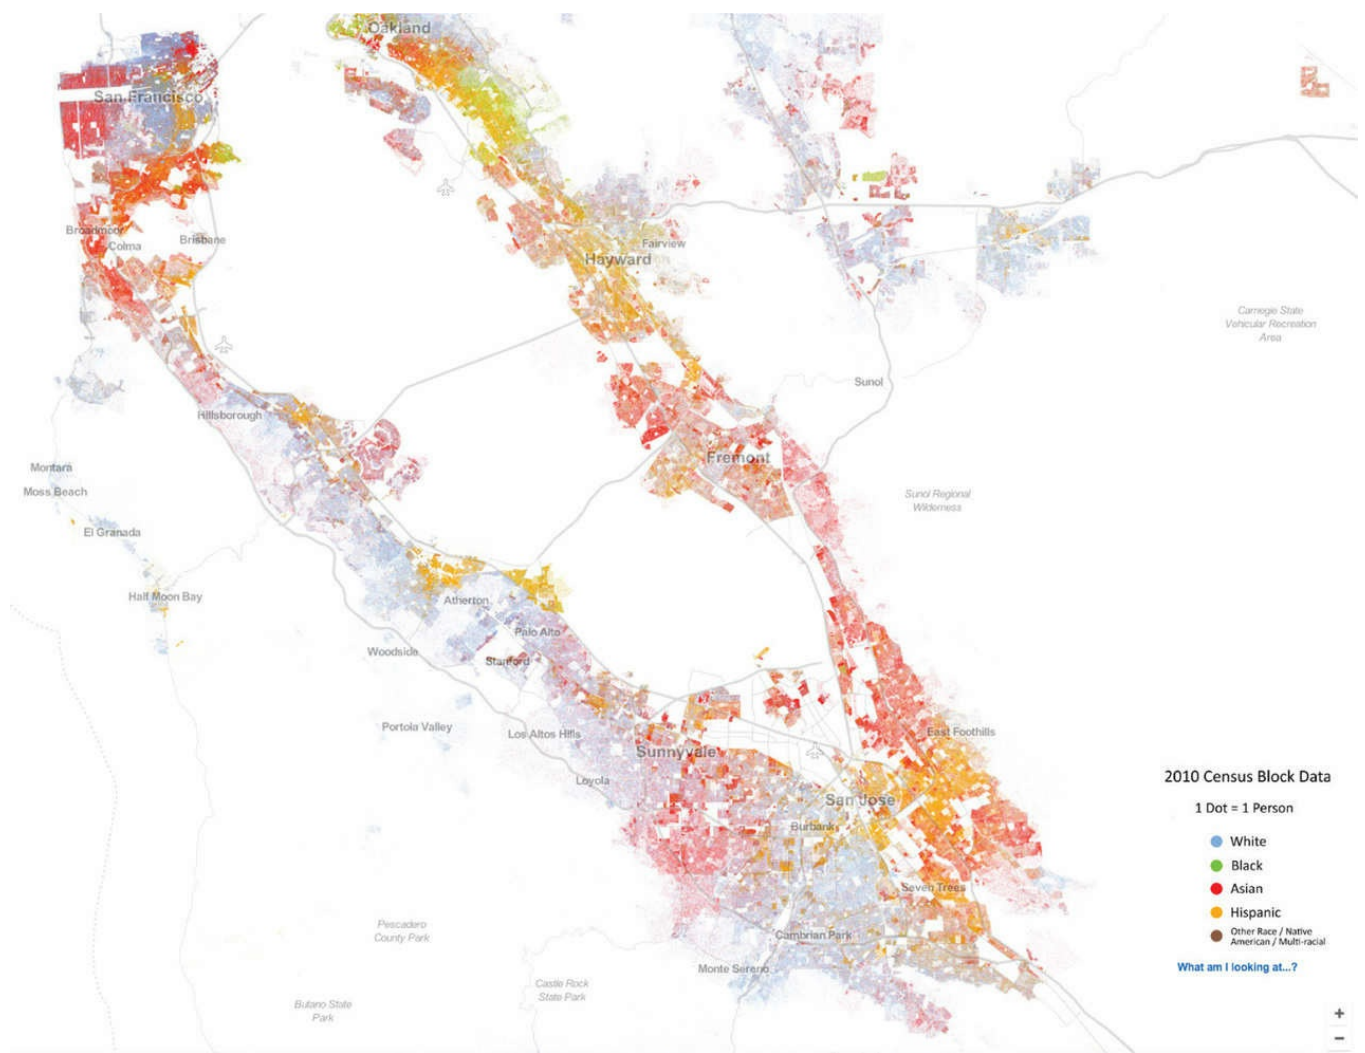 Oakland
San Francisco
Broadmoor
Colma
Brisbane
Fairview
Hayward
Carnegie State
Vehicular Recreation
Area
Sunol
Hillsborough
Montara
Moss Beach
Fremont
Sunol Regional
Wilderness
El Granada
Half Moon Bay
Atherton
Palo Alto
Woodside
Stanford
Portola Valley
Los Altos Hills
East Foothills
Sunnyvale
Loyola
San Jose
Burbank
2010 Census Block Data
1 Dot = 1 Person
White
Black
Asian
Hispanic
Other Race / Native
American / Multi-racial
What am I looking at...?
Seven Trees
Pescadero
County Park
Cambrian Park
Monte Sereno
Castle Rock
State Park
Butano State
Park
+
−